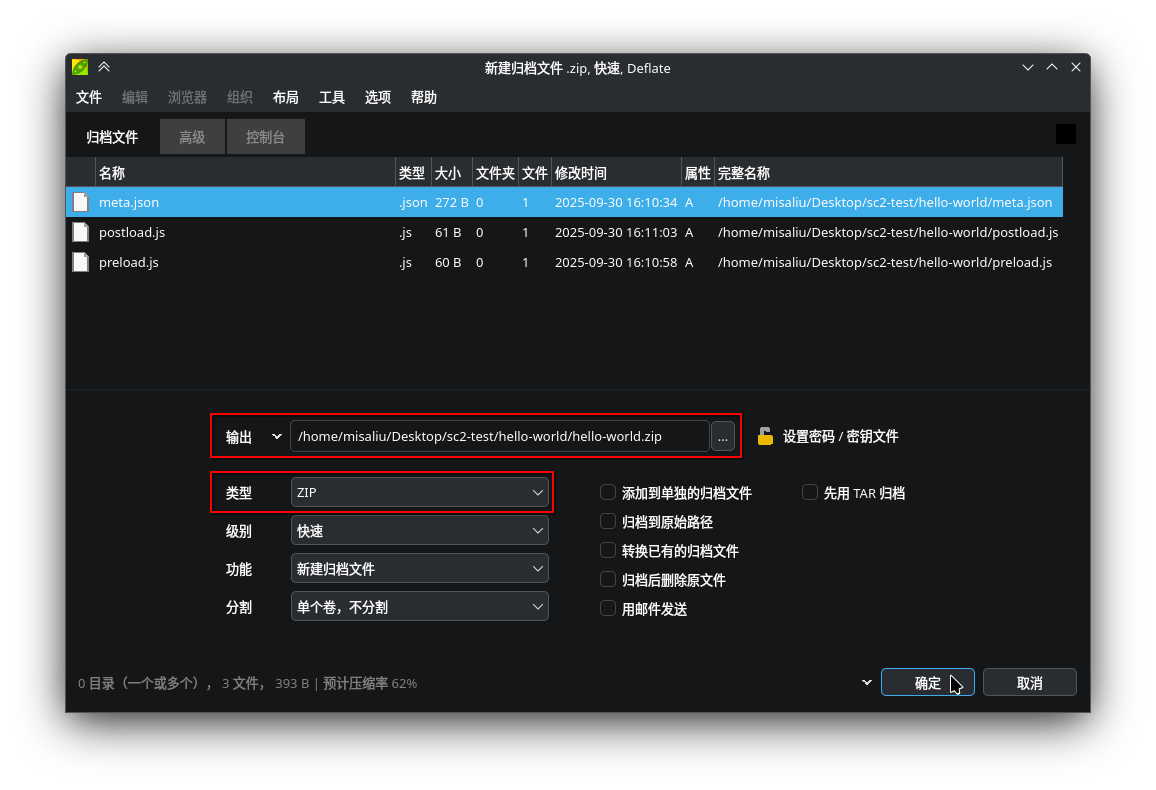 新建归档文件 .zip, 快速, Deflate
文件 编辑 浏览器 组织 布局 工具 选项 帮助
归档文件 高级 控制台
名称 类型 大小 文件夹 文件 修改时间 属性 完整名称
meta.json .json 272 B 0 1 2025-09-30 16:10:34 A /home/misaliu/Desktop/sc2-test/hello-world/meta.json
postload.js .js 61 B 0 1 2025-09-30 16:11:03 A /home/misaliu/Desktop/sc2-test/hello-world/postload.js
preload.js .js 60 B 0 1 2025-09-30 16:10:58 A /home/misaliu/Desktop/sc2-test/hello-world/preload.js
输出 /home/misaliu/Desktop/sc2-test/hello-world/hello-world.zip ... 设置密码 / 密钥文件
类型 ZIP 添加到单独的归档文件 先用 TAR 归档
归档到原始路径
级别 快速
转换已有的归档文件
功能 新建归档文件
归档后删除原文件
分割 单个卷，不分割 用邮件发送
0 目录（一个或多个）， 3 文件， 393 B | 预计压缩率 62% 确定 取消